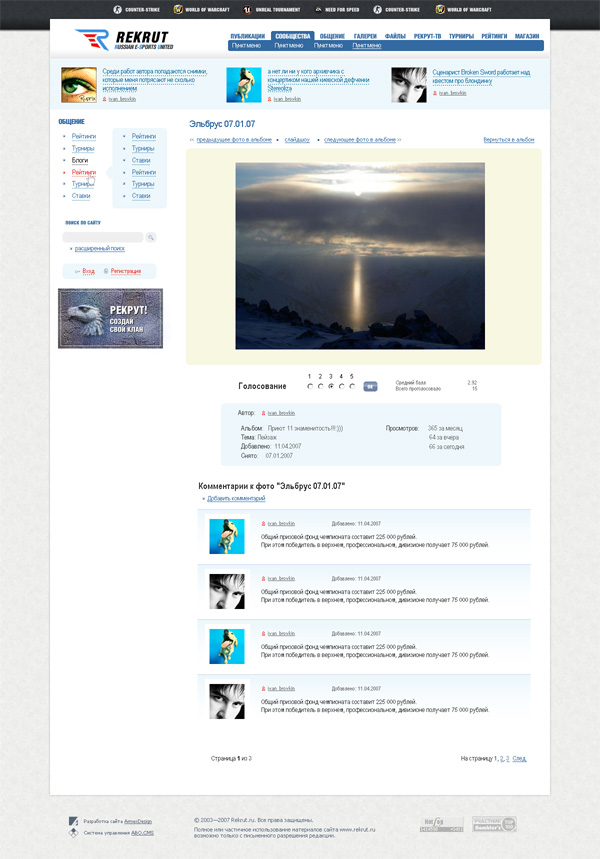 COUNTER-STRIKE WORLD OF WARCRAFT UNREAL TOURNAMENT NEED FOR SPEED COUNTER-STRIKE WORLD OF WARCRAFT
REKRUT
RUSSIAN E-SPORTS UNITED
ПУБЛИКАЦИИ СООБЩЕСТВА ОБЩЕНИЕ ГАЛЕРЕИ ФАЙЛЫ РЕКРУТ-ТВ ТУРНИРЫ РЕЙТИНГИ МАГАЗИН
Пункт меню Пункт меню Пункт меню Пункт меню
Среди работ автора попадаются снимки,
которые меня потрясают не сколько
исполнением
ivan_brovkin
а нет ли ни у кого архивчика с
концертиком нашей киевской дефченки
Stereoliza
ivan_brovkin
Сценарист Broken Sword работает над
квестом про блондинку
ivan_brovkin
ОБЩЕНИЕ
Рейтинги
Турниры
Блоги
Рейтинги
Турниры
Ставки
Рейтинги
Турниры
Ставки
Рейтинги
Турниры
Ставки
ПОИСК ПО САЙТУ
расширенный поиск
Вход Регистрация
РЕКРУТ!
СОЗДАЙ
СВОЙ КЛАН
Эльбрус 07.01.07
предыдущее фото в альбоме слайдшоу следующее фото в альбоме Вернуться в альбом
1 2 3 4 5
Голосование
OK
Средний балл 2.92
Всего проголосовало 15
Автор: ivan_brovkin
Альбом: Приют 11 знаменитость!!! )))
Тема: Пейзаж
Добавлено: 11.04.2007
Снято: 07.01.2007
Просмотров: 365 за месяц
64 за вчера
66 за сегодня
Комментарии к фото "Эльбрус 07.01.07"
Добавить комментарий
ivan_brovkin Добавлено: 11.04.2007
Общий призовой фонд чемпионата составит 225 000 рублей.
При этом победитель в верхнем, профессиональном, дивизионе получает 75 000 рублей.
ivan_brovkin Добавлено: 11.04.2007
Общий призовой фонд чемпионата составит 225 000 рублей.
При этом победитель в верхнем, профессиональном, дивизионе получает 75 000 рублей.
ivan_brovkin Добавлено: 11.04.2007
Общий призовой фонд чемпионата составит 225 000 рублей.
При этом победитель в верхнем, профессиональном, дивизионе получает 75 000 рублей.
ivan_brovkin Добавлено: 11.04.2007
Общий призовой фонд чемпионата составит 225 000 рублей.
При этом победитель в верхнем, профессиональном, дивизионе получает 75 000 рублей.
Страница 1 из 3
На страницу 1, 2, 3 След.
Разработка сайта AmigoDesign
Система управления ABO.CMS
© 2003—2007 Rekrut.ru. Все права защищены.
Полное или частичное использование материалов сайта www.rekrut.ru
возможно только с письменного разрешения редакции.
УЧАСТНИК